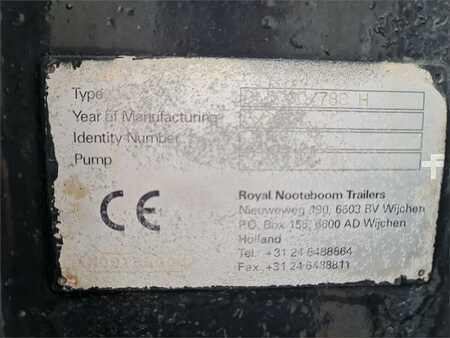 Type H
Year of Manufacturing
Identity Number
Pump
CE
Royal Nooteboom Trailers
Nieuweweg 190, 6603 BV Wijchen
P.O. Box 155, 6600 AD Wijchen
Holland
Tel. +31 24 6488864
Fax +31 24 6488811